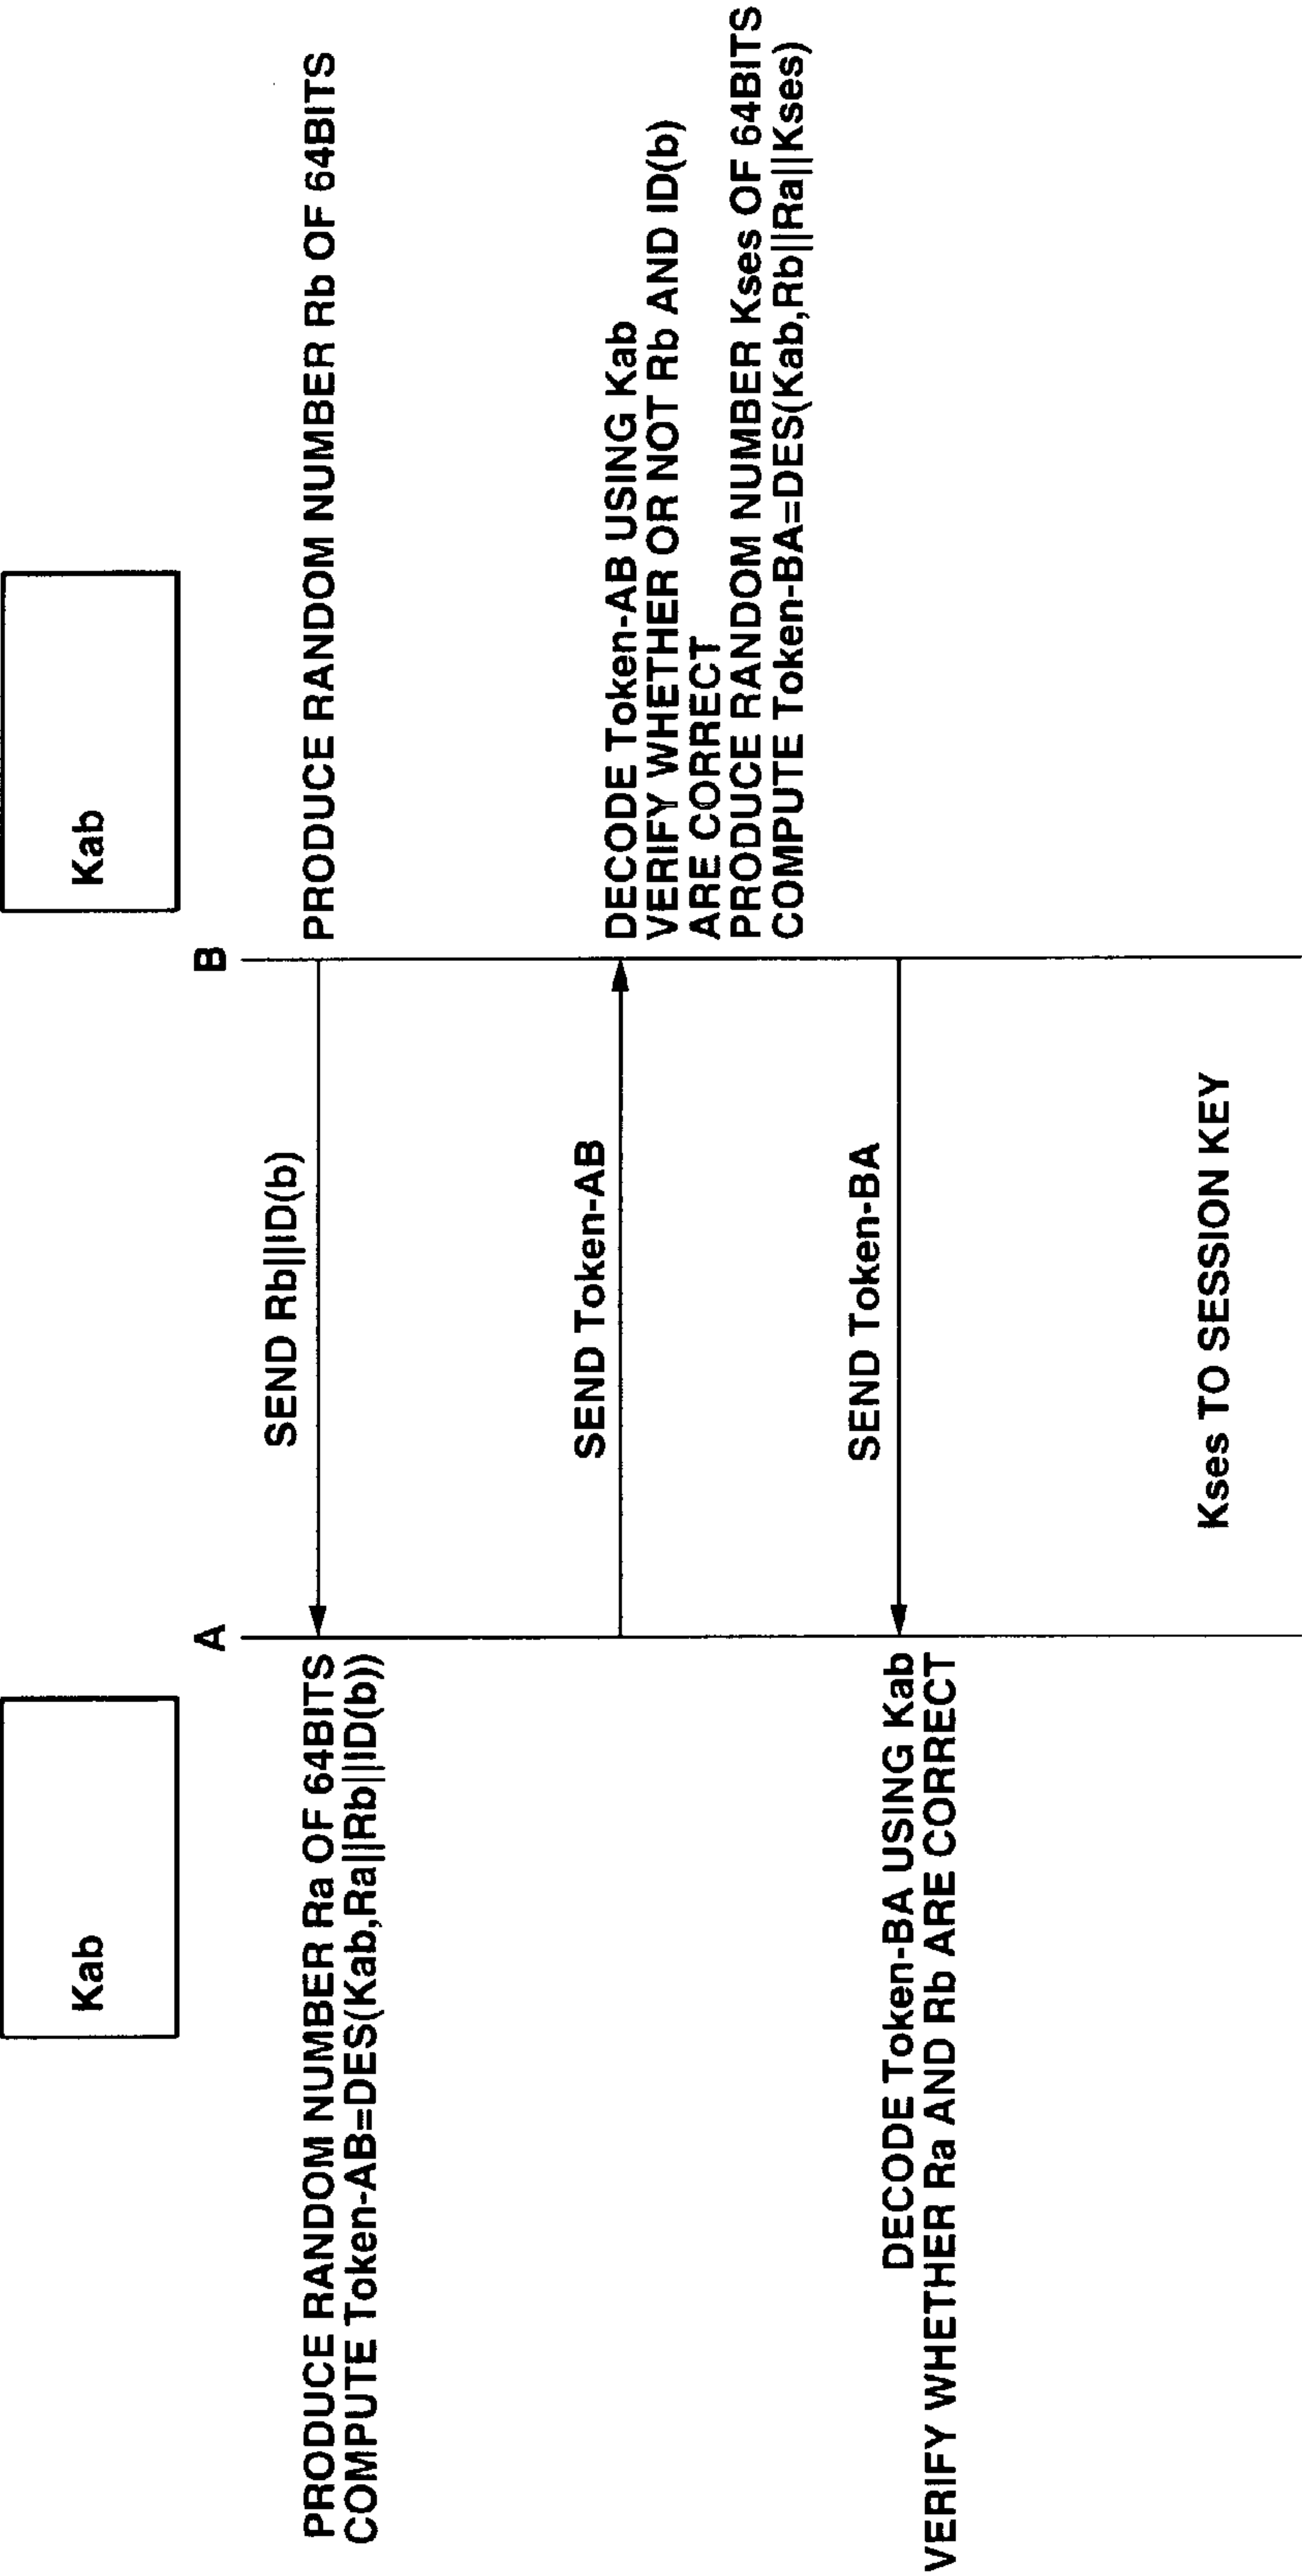 Kab
Kab
A
B
PRODUCE RANDOM NUMBER Rb OF 64BITS
SEND Rb||ID(b)
PRODUCE RANDOM NUMBER Ra OF 64BITS
COMPUTE Token-AB=DES(Kab,Ra||Rb||ID(b))
SEND Token-AB
DECODE Token-AB USING Kab
VERIFY WHETHER OR NOT Rb AND ID(b)
ARE CORRECT
PRODUCE RANDOM NUMBER Kses OF 64BITS
COMPUTE Token-BA=DES(Kab,Rb||Ra||Kses)
SEND Token-BA
DECODE Token-BA USING Kab
VERIFY WHETHER Ra AND Rb ARE CORRECT
Kses TO SESSION KEY